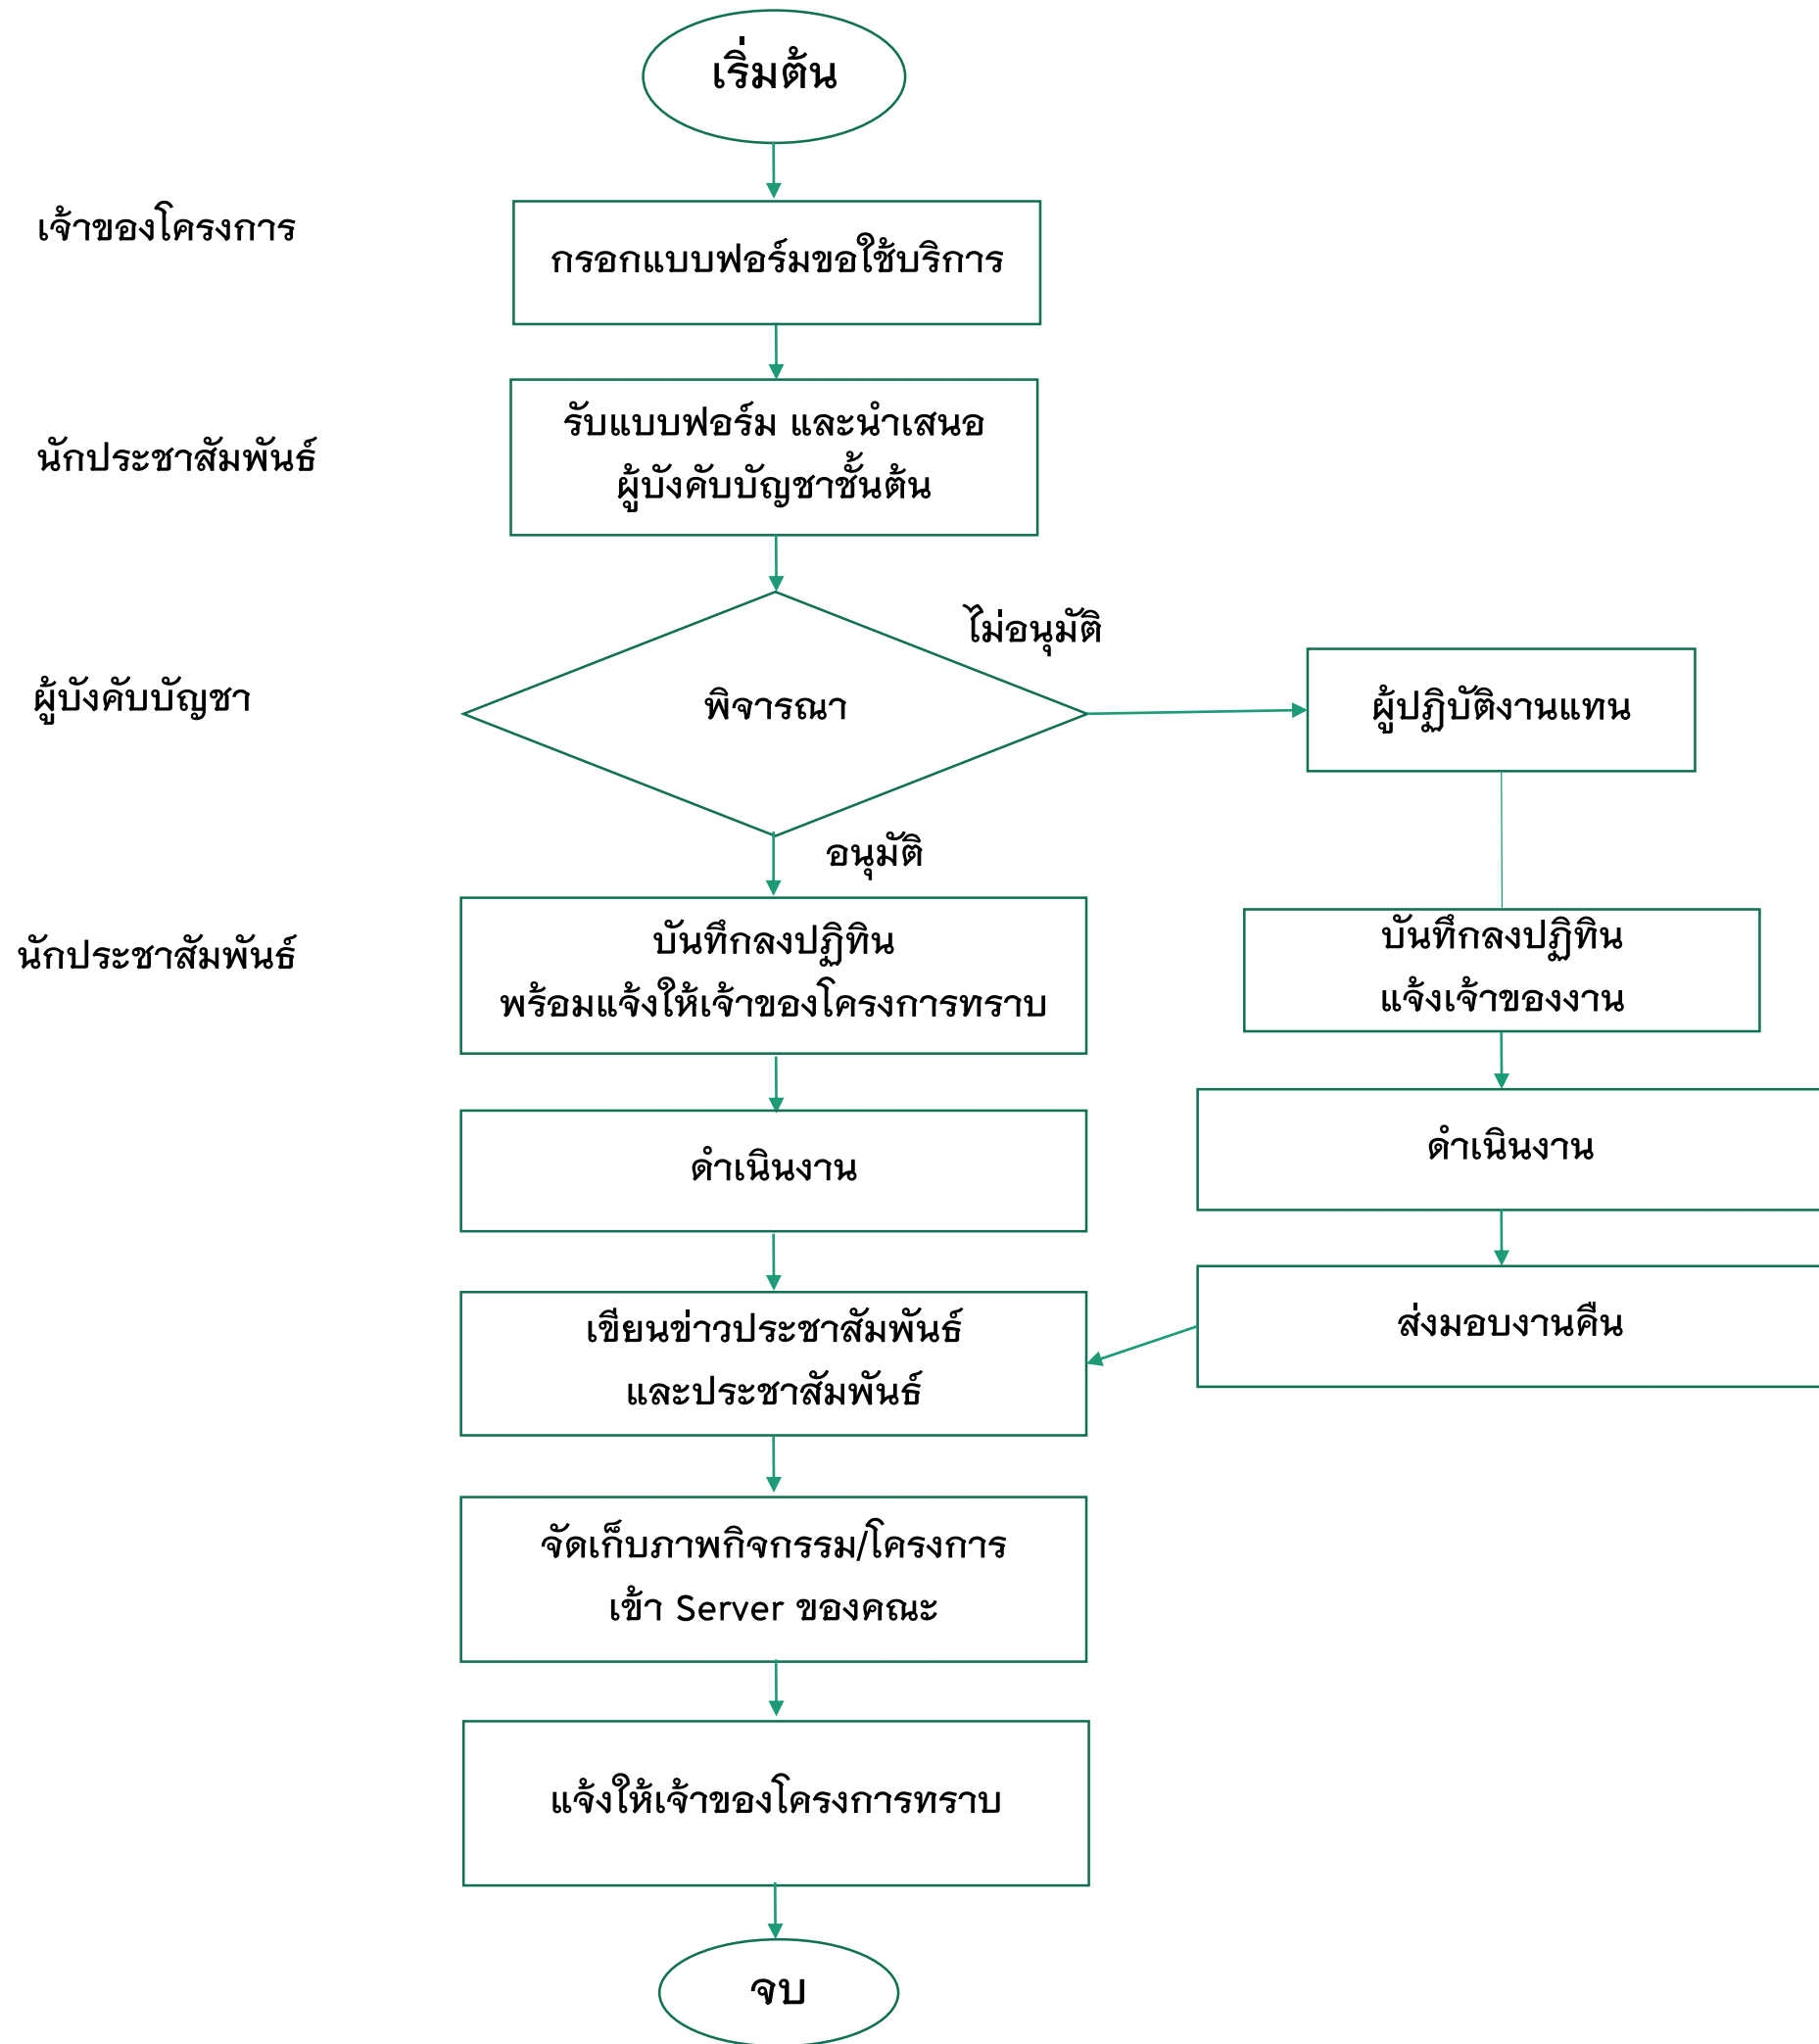 เริ่มต้น
เจ้าของโครงการ
กรอกแบบฟอร์มขอใช้บริการ
นักประชาสัมพันธ์
รับแบบฟอร์ม และนำเสนอ
ผู้บังคับบัญชาชั้นต้น
ไม่อนุมัติ
ผู้บังคับบัญชา
พิจารณา
ผู้ปฏิบัติงานแทน
อนุมัติ
นักประชาสัมพันธ์
บันทึกลงปฏิทิน
พร้อมแจ้งให้เจ้าของโครงการทราบ
บันทึกลงปฏิทิน
แจ้งเจ้าของงาน
ดำเนินงาน
ดำเนินงาน
เขียนข่าวประชาสัมพันธ์
และประชาสัมพันธ์
ส่งมอบงานคืน
จัดเก็บภาพกิจกรรม/โครงการ
เข้า Server ของคณะ
แจ้งให้เจ้าของโครงการทราบ
จบ